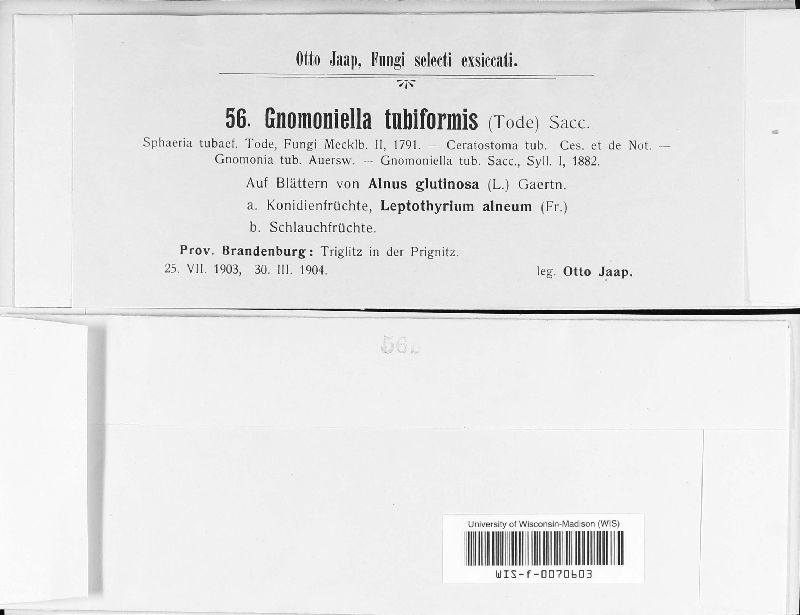 Otto Jaap, Fungi selecti exsiccati.
56. Gnomoniella tubiformis (Tode) Sacc.
Sphaeria tubaef. Tode, Fungi Mecklb. II, 1791. — Ceratostoma tub. Ces. et de Not. —
Gnomonia tub. Auersw. — Gnomoniella tub. Sacc., Syll. I, 1882.
Auf Blättern von Alnus glutinosa (L.) Gaertn.
a. Konidienfrüchte, Leptothyrium alneum (Fr.)
b. Schlauchfrüchte.
Prov. Brandenburg: Triglitz in der Prignitz.
25. VII. 1903, 30. III. 1904.
leg. Otto Jaap.
University of Wisconsin-Madison (WIS)
WIS-f-0070603